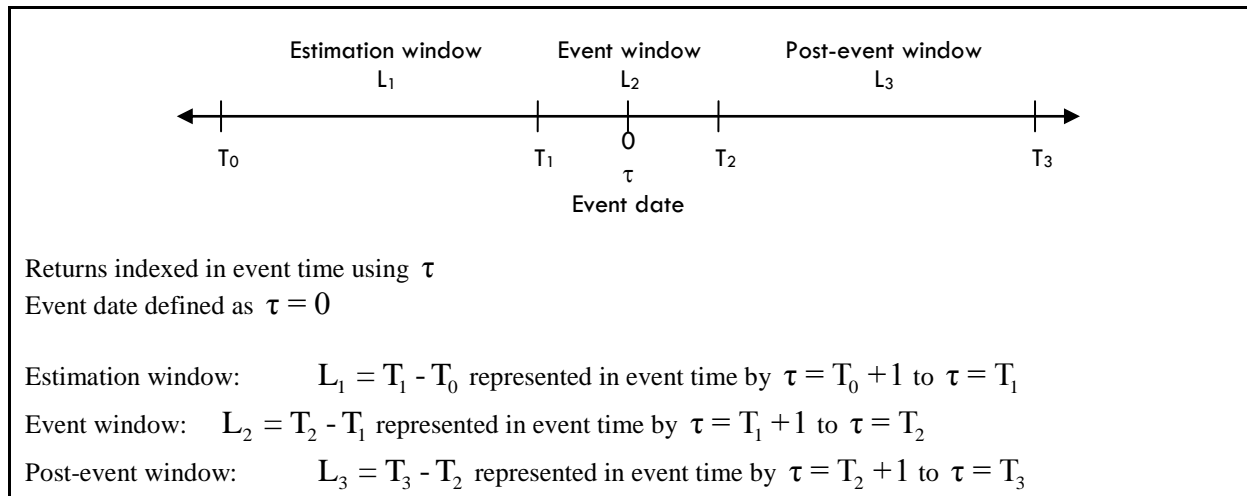 Estimation window Event window Post-event window
L₁ L₂ L₃
0
T₀ T₁ T₂ T₃
τ
Event date
Returns indexed in event time using τ
Event date defined as τ = 0
Estimation window: L₁ = T₁ - T₀ represented in event time by τ = T₀ +1 to τ = T₁
Event window: L₂ = T₂ - T₁ represented in event time by τ = T₁ +1 to τ = T₂
Post-event window: L₃ = T₃ - T₂ represented in event time by τ = T₂ +1 to τ = T₃